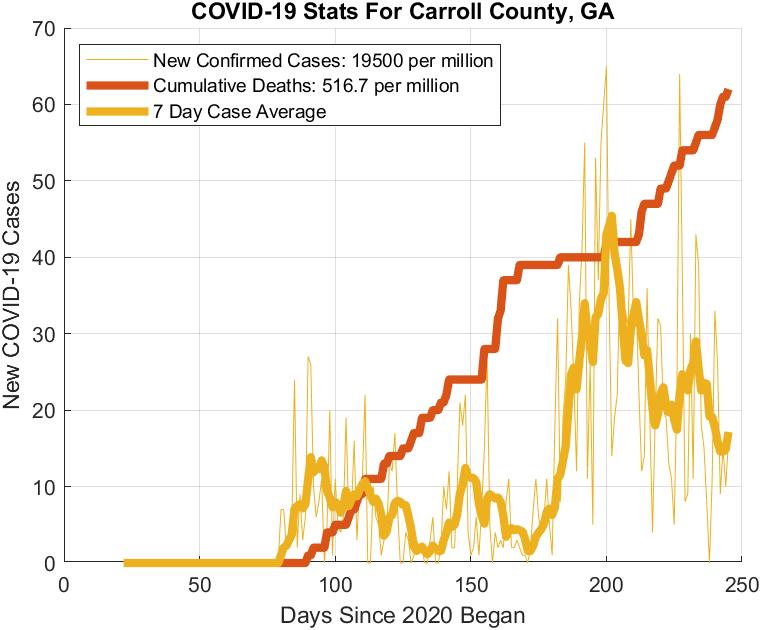 COVID-19 Stats For Carroll County, GA
New Confirmed Cases: 19500 per million
Cumulative Deaths: 516.7 per million
7 Day Case Average
New COVID-19 Cases
70
60
50
40
30
20
10
0
0 50 100 150 200 250
Days Since 2020 Began